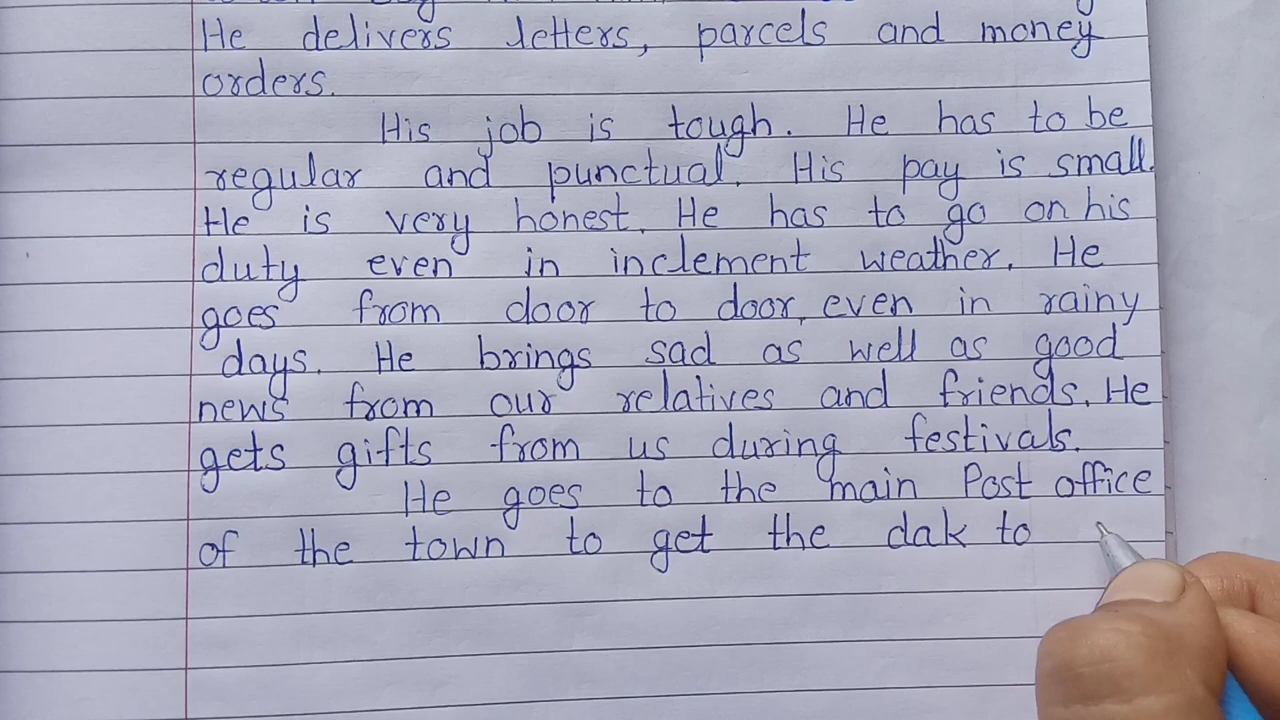 He delivers letters, parcels and money
orders.
His job is tough. He has to be
regular and punctual. His pay is small.
He is very honest. He has to go on his
duty even in inclement weather. He
goes from door to door, even in rainy
days. He brings sad as well as good
news from our relatives and friends. He
gets gifts from us during festivals.
He goes to the main Post office
of the town to get the dak to